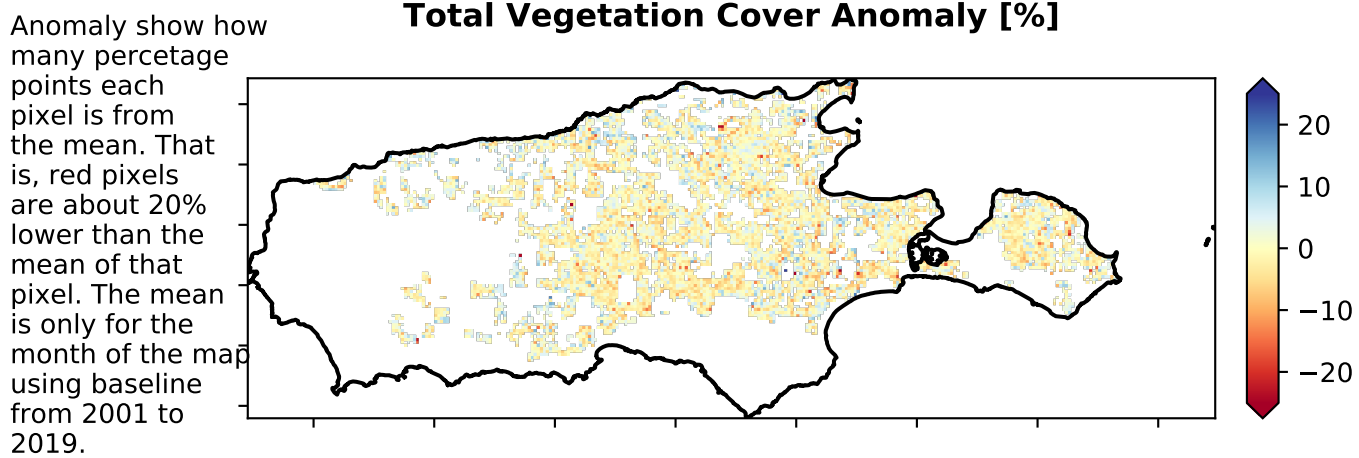 Total Vegetation Cover Anomaly [%]
Anomaly show how
many percetage
points each
pixel is from
the mean. That
is, red pixels
are about 20%
lower than the
mean of that
pixel. The mean
is only for the
month of the map
using baseline
from 2001 to
2019.
20
10
0
−10
−20